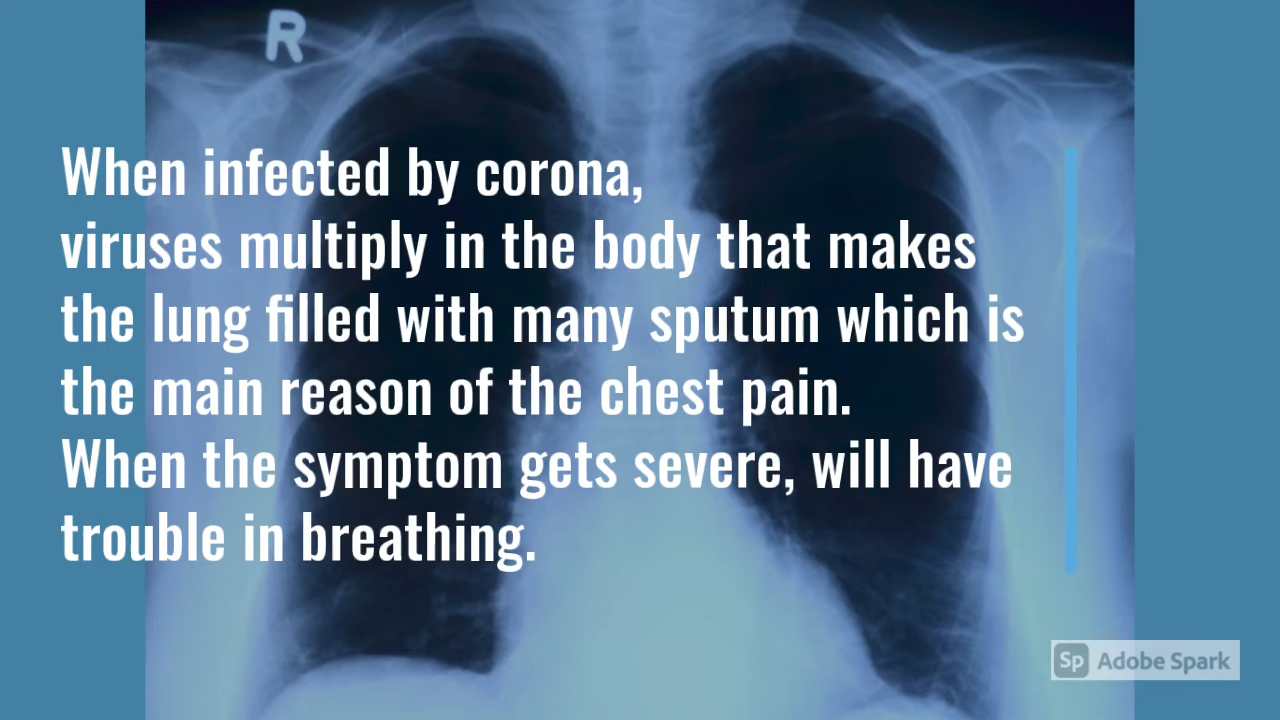 R
When infected by corona,
viruses multiply in the body that makes
the lung filled with many sputum which is
the main reason of the chest pain.
When the symptom gets severe, will have
trouble in breathing.
Sp Adobe Spark